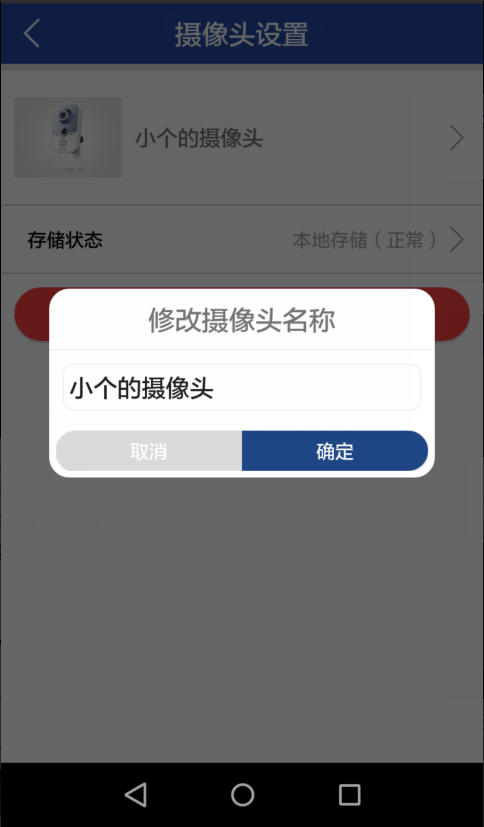 摄像头设置
小个的摄像头
存储状态
本地存储（正常）
修改摄像头名称
小个的摄像头
取消
确定